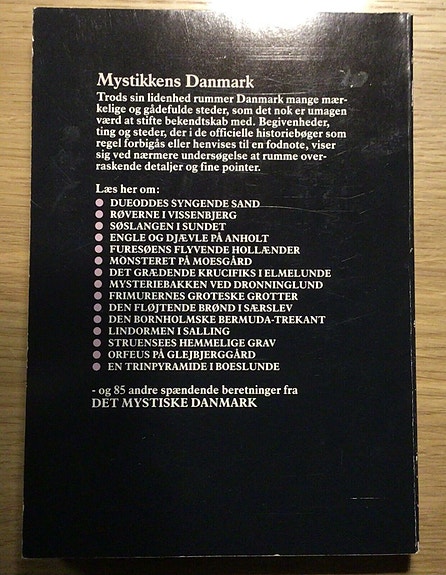 Mystikkens Danmark
Trods sin lidenhed rummer Danmark mange mær-
kelige og gådefulde steder, som det nok er umagen
værd at stifte bekendtskab med. Begivenheder,
ting og steder, der i de officielle historiebøger som
regel forbigås eller henvises til en fodnote, viser
sig ved nærmere undersøgelse at rumme over-
raskende detaljer og fine pointer.
Læs her om:
● DUEODDES SYNGENDE SAND
● RØVERNE I VISSENBJERG
● SØSLANGEN I SUNDET
● ENGLE OG DJÆVLE PÅ ANHOLT
● FURESØENS FLYVENDE HOLLÆNDER
● MONSTERET PÅ MOESGÅRD
● DET GRÆDENDE KRUCIFIKS I ELMELUNDE
● MYSTERIEBAKKEN VED DRONNINGLUND
● FRIMURERNES GROTESKE GROTTER
● DEN FLØJTENDE BRØND I SÆRSLEV
● DEN BORNHOLMSKE BERMUDA-TREKANT
● LINDORMEN I SALLING
● STRUENSEES HEMMELIGE GRAV
● ORFEUS PÅ GLEJBJERGGÅRD
● EN TRINPYRAMIDE I BOESLUNDE
- og 85 andre spændende beretninger fra
DET MYSTISKE DANMARK